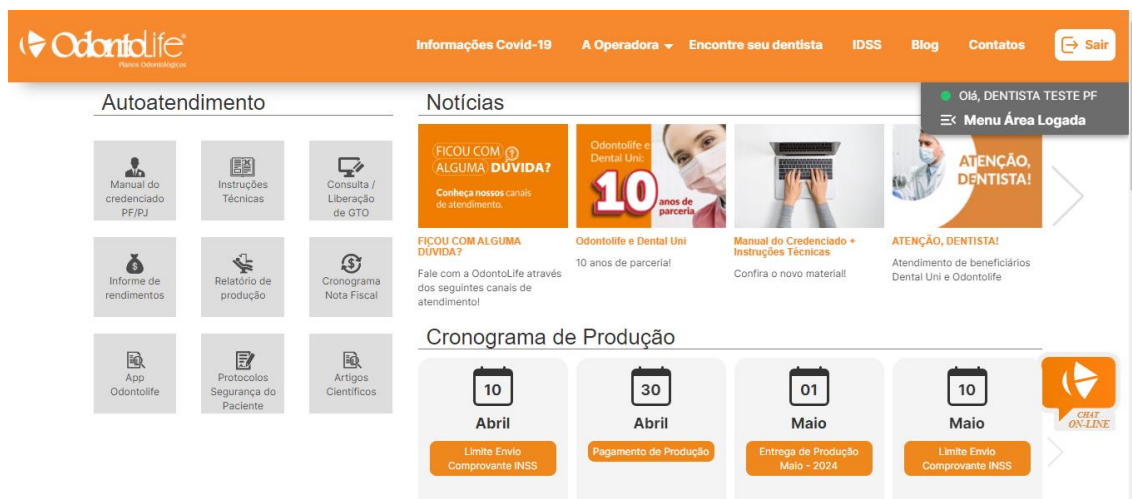 OdontoLife
Planos Odontológicos
Informações Covid-19
A Operadora
Encontre seu dentista
IDSS
Blog
Contatos
Sair
Olá, DENTISTA TESTE PF
Menu Área Logada
Autoatendimento
Manual do
credenciado
PF/PJ
Instruções
Técnicas
Consulta /
Liberação
de GTO
Informe de
rendimentos
Relatório de
produção
Cronograma
Nota Fiscal
App
Odontolife
Protocolos
Segurança do
Paciente
Artigos
Científicos
Notícias
FICOU COM
ALGUMA DÚVIDA?
Conheça nossos canais
de atendimento.
FICOU COM ALGUMA
DÚVIDA?
Fale com a OdontoLife através
dos seguintes canais de
atendimento!
Odontolife e
Dental Uni:
10
anos de
parceria
Odontolife e Dental Uni
10 anos de parceria!
Manual do Credenciado +
Instruções Técnicas
Confira o novo material!
ATENÇÃO,
DENTISTA!
ATENÇÃO, DENTISTA!
Atendimento de beneficiários
Dental Uni e Odontolife
Cronograma de Produção
10
Abril
Limite Envio
Comprovante INSS
30
Abril
Pagamento de Produção
01
Maio
Entrega de Produção
Maio - 2024
10
Maio
Limite Envio
Comprovante INSS
CHAT
ON-LINE